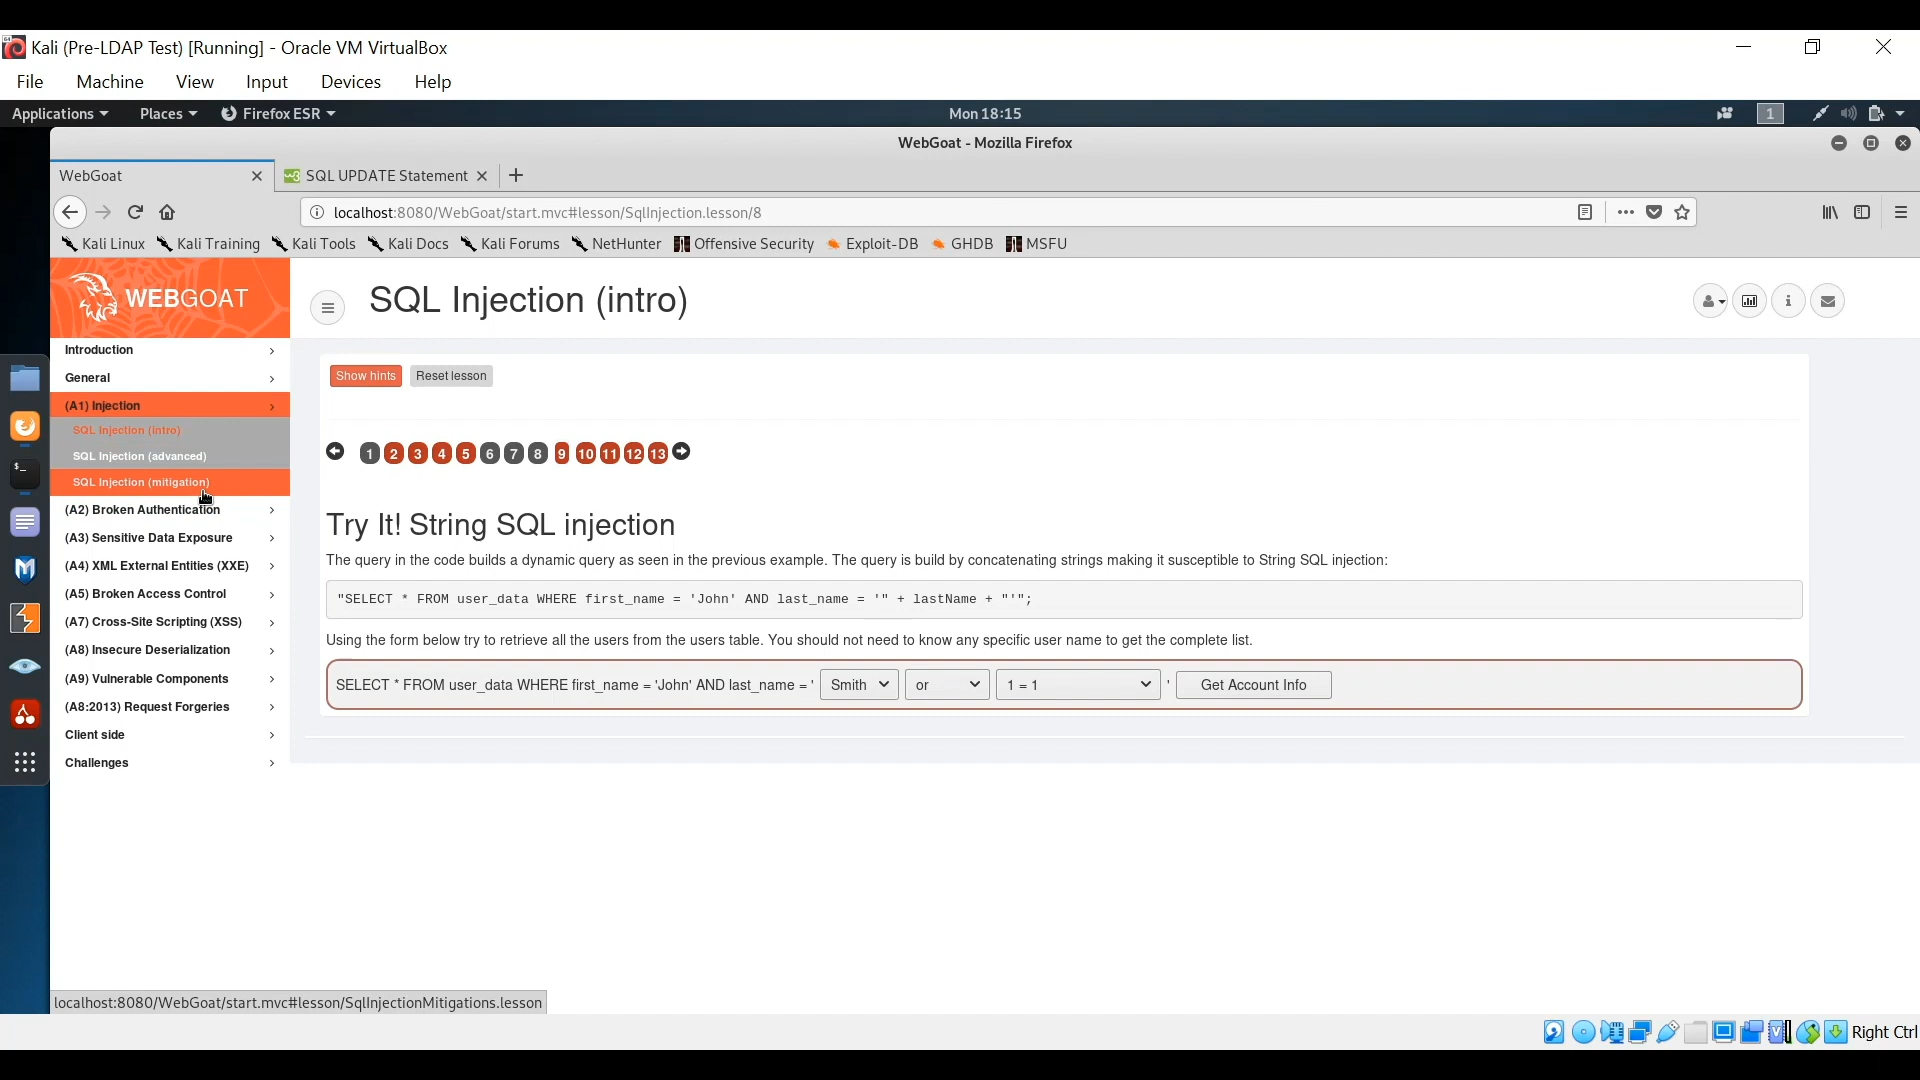 Kali (Pre-LDAP Test) [Running] - Oracle VM VirtualBox
File Machine View Input Devices Help
Applications Places Firefox ESR Mon 18:15 1
WebGoat - Mozilla Firefox
WebGoat SQL UPDATE Statement
localhost:8080/WebGoat/start.mvc#lesson/SqlInjection.lesson/8
Kali Linux Kali Training Kali Tools Kali Docs Kali Forums NetHunter Offensive Security Exploit-DB GHDB MSFU
WEBGOAT
SQL Injection (intro)
Introduction
General
(A1) Injection
SQL Injection (intro)
SQL Injection (advanced)
SQL Injection (mitigation)
(A2) Broken Authentication
(A3) Sensitive Data Exposure
(A4) XML External Entities (XXE)
(A5) Broken Access Control
(A7) Cross-Site Scripting (XSS)
(A8) Insecure Deserialization
(A9) Vulnerable Components
(A8:2013) Request Forgeries
Client side
Challenges
Show hints Reset lesson
1 2 3 4 5 6 7 8 9 10 11 12 13
Try It! String SQL injection
The query in the code builds a dynamic query as seen in the previous example. The query is build by concatenating strings making it susceptible to String SQL injection:
"SELECT * FROM user_data WHERE first_name = 'John' AND last_name = '" + lastName + "'";
Using the form below try to retrieve all the users from the users table. You should not need to know any specific user name to get the complete list.
SELECT * FROM user_data WHERE first_name = 'John' AND last_name = ' Smith or 1 = 1 ' Get Account Info
localhost:8080/WebGoat/start.mvc#lesson/SqlInjectionMitigations.lesson
Right Ctrl